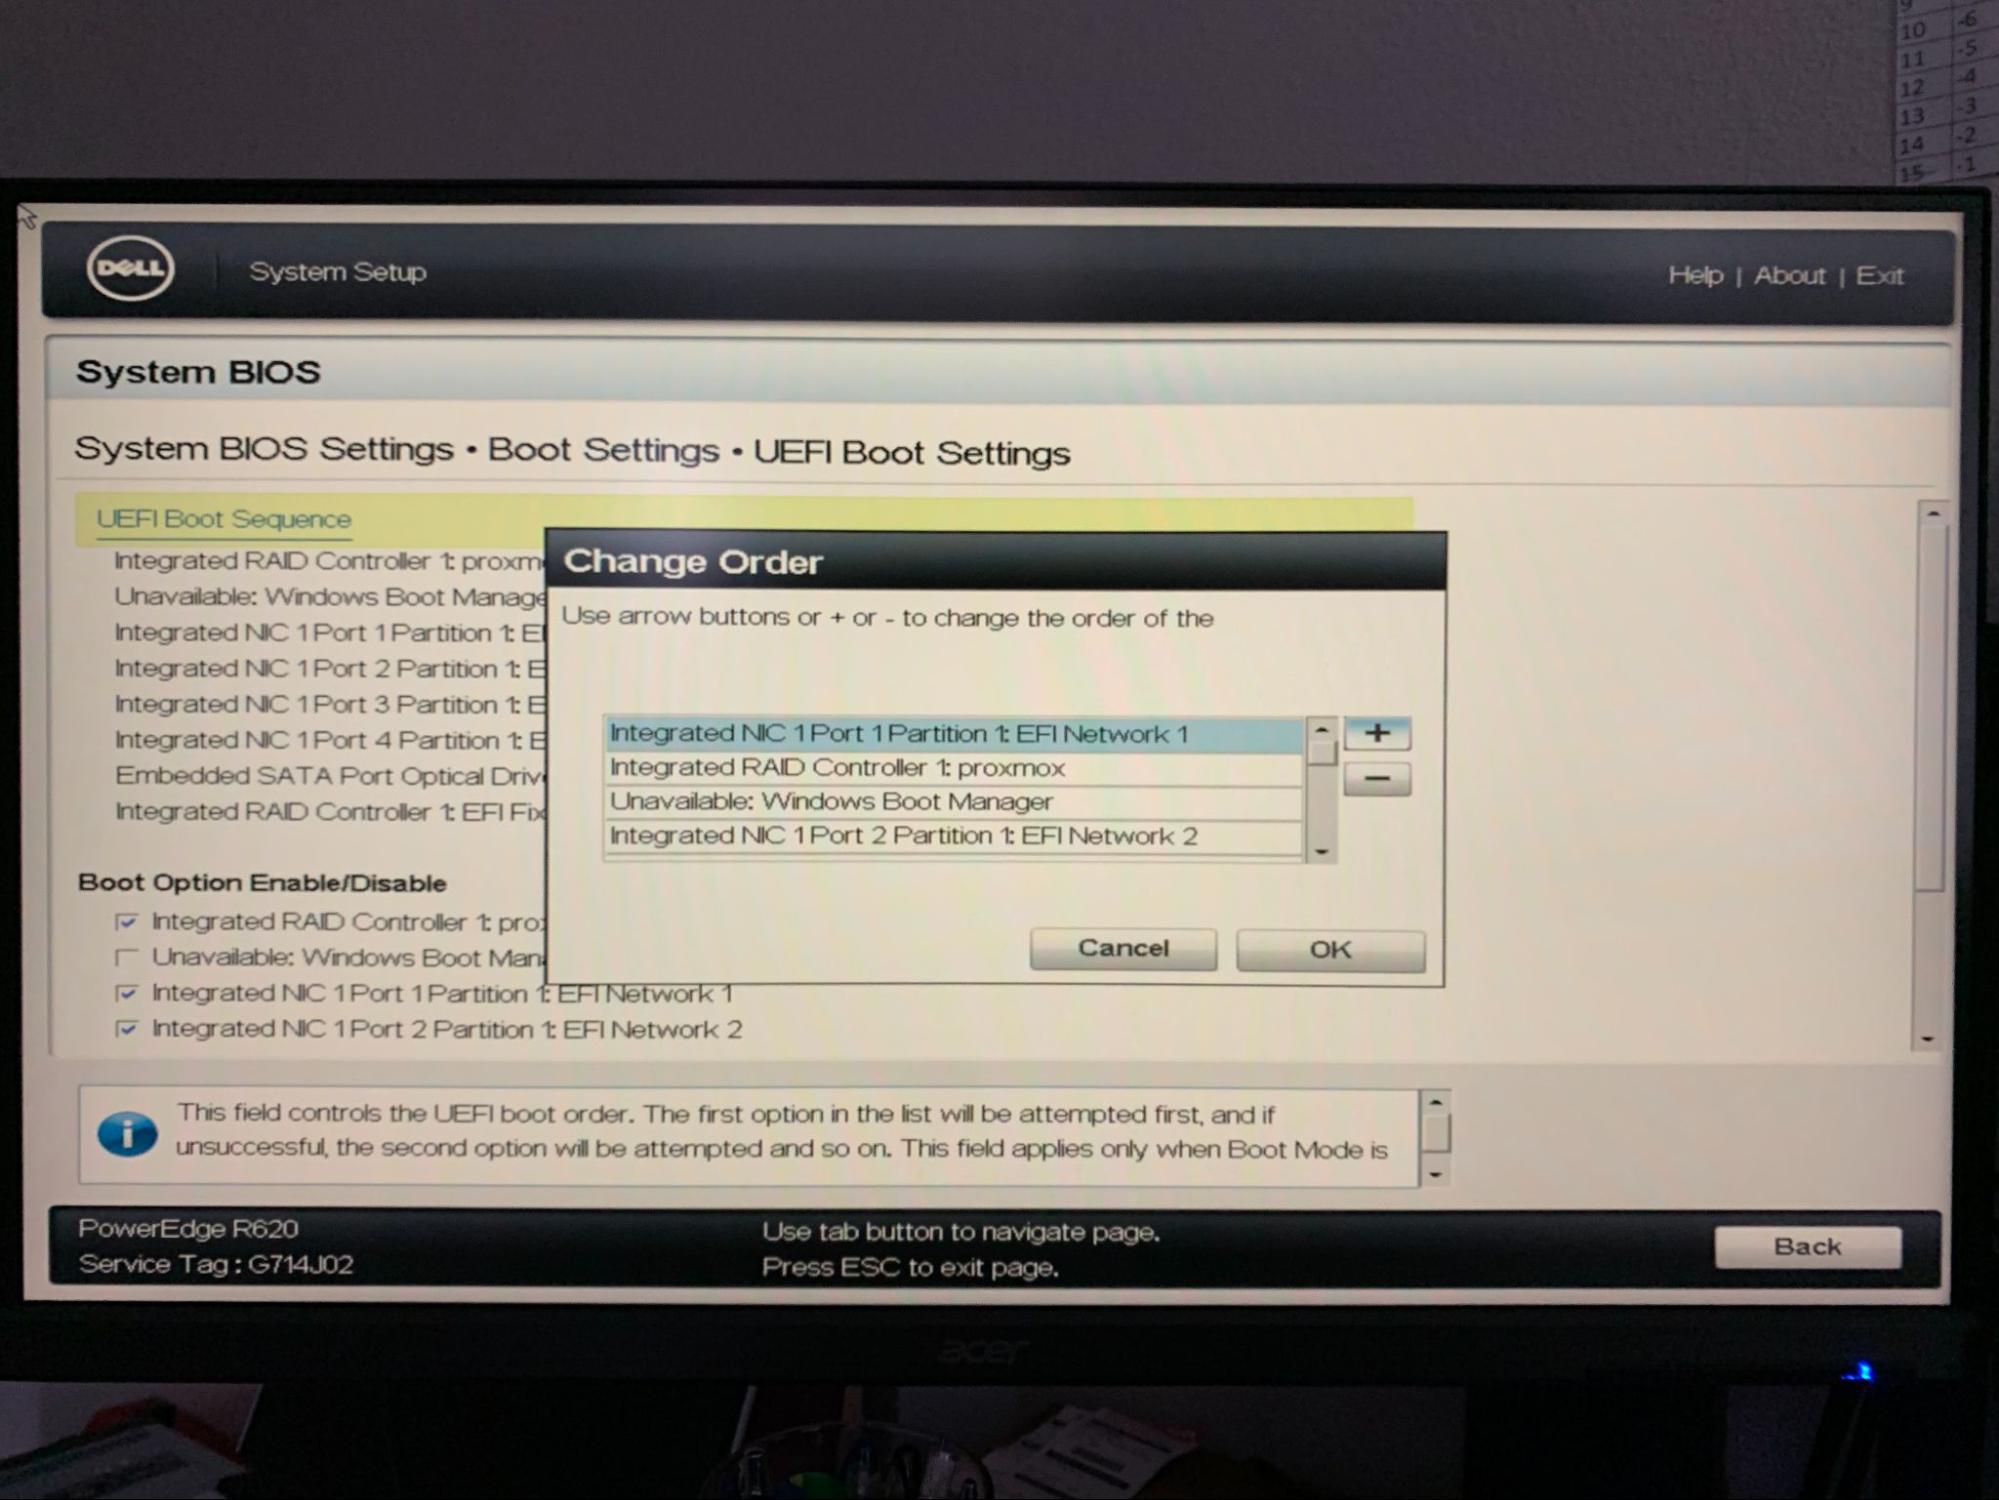 9
10 -6
11 -5
12 -4
13 -3
14 -2
15 -1
DELL
System Setup
Help | About | Exit
System BIOS
System BIOS Settings • Boot Settings • UEFI Boot Settings
UEFI Boot Sequence
Integrated RAID Controller 1: proxm
Unavailable: Windows Boot Manage
Integrated NIC 1 Port 1 Partition 1: E
Integrated NIC 1 Port 2 Partition 1: E
Integrated NIC 1 Port 3 Partition 1: E
Integrated NIC 1 Port 4 Partition 1: E
Embedded SATA Port Optical Driv
Integrated RAID Controller 1: EFI Fix
Change Order
Use arrow buttons or + or - to change the order of the
Integrated NIC 1 Port 1 Partition 1: EFI Network 1
Integrated RAID Controller 1: proxmox
Unavailable: Windows Boot Manager
Integrated NIC 1 Port 2 Partition 1: EFI Network 2
+
-
Cancel
OK
Boot Option Enable/Disable
Integrated RAID Controller 1: pro
Unavailable: Windows Boot Man
Integrated NIC 1 Port 1 Partition 1: EFI Network 1
Integrated NIC 1 Port 2 Partition 1: EFI Network 2
This field controls the UEFI boot order. The first option in the list will be attempted first, and if
unsuccessful, the second option will be attempted and so on. This field applies only when Boot Mode is
PowerEdge R620
Service Tag : G714J02
Use tab button to navigate page.
Press ESC to exit page.
Back
acer